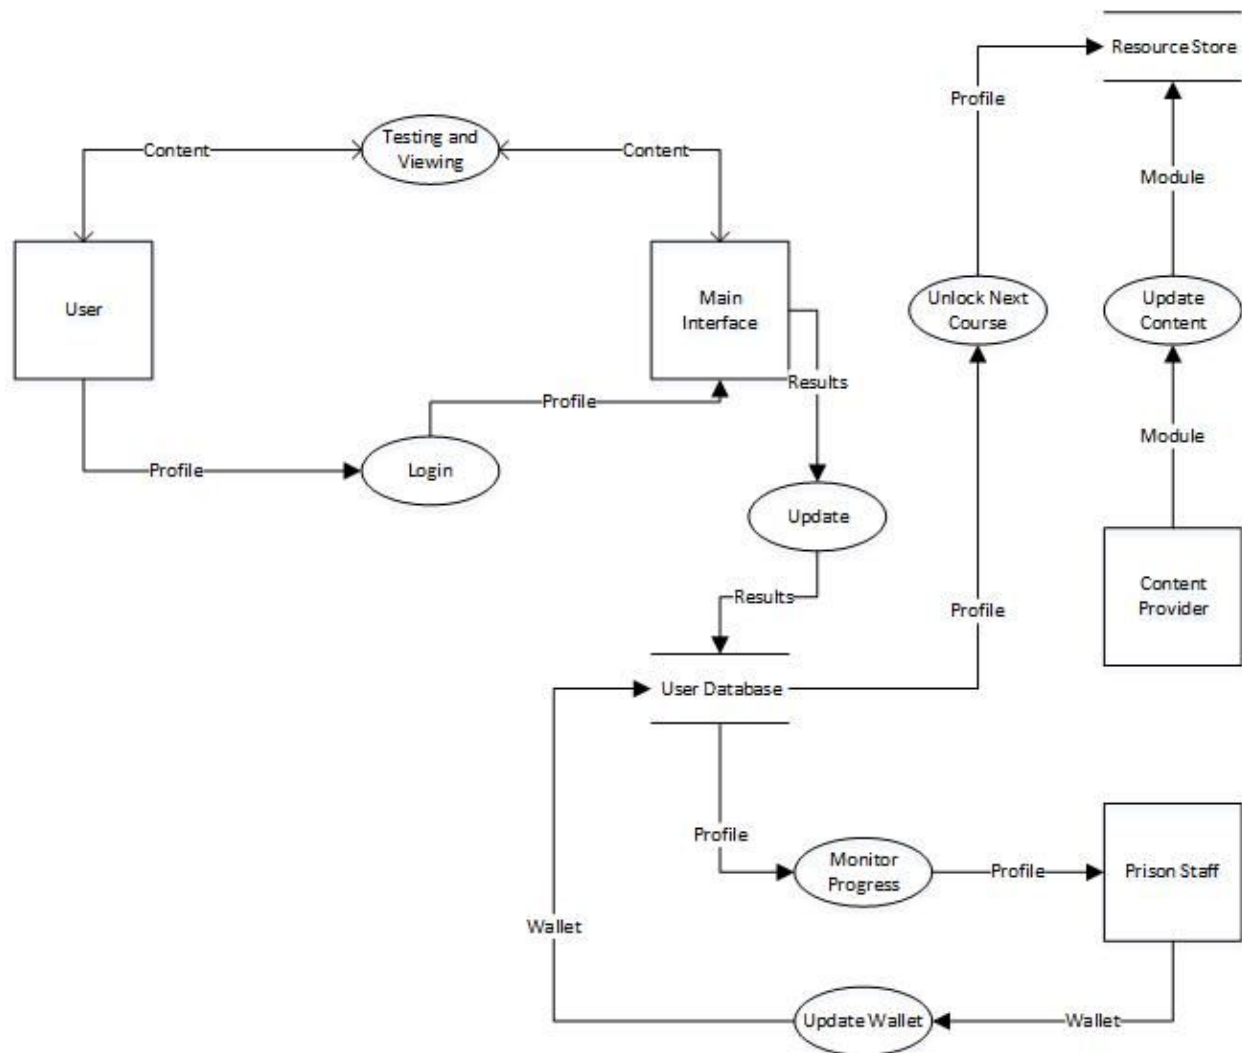 Resource Store
Profile
Testing and
Viewing
Content
Content
Module
User
Main
Interface
Unlock Next
Course
Update
Content
Results
Profile
Module
Profile
Login
Update
Content
Provider
Results
Profile
User Database
Profile
Monitor
Progress
Profile
Prison Staff
Wallet
Update Wallet
Wallet